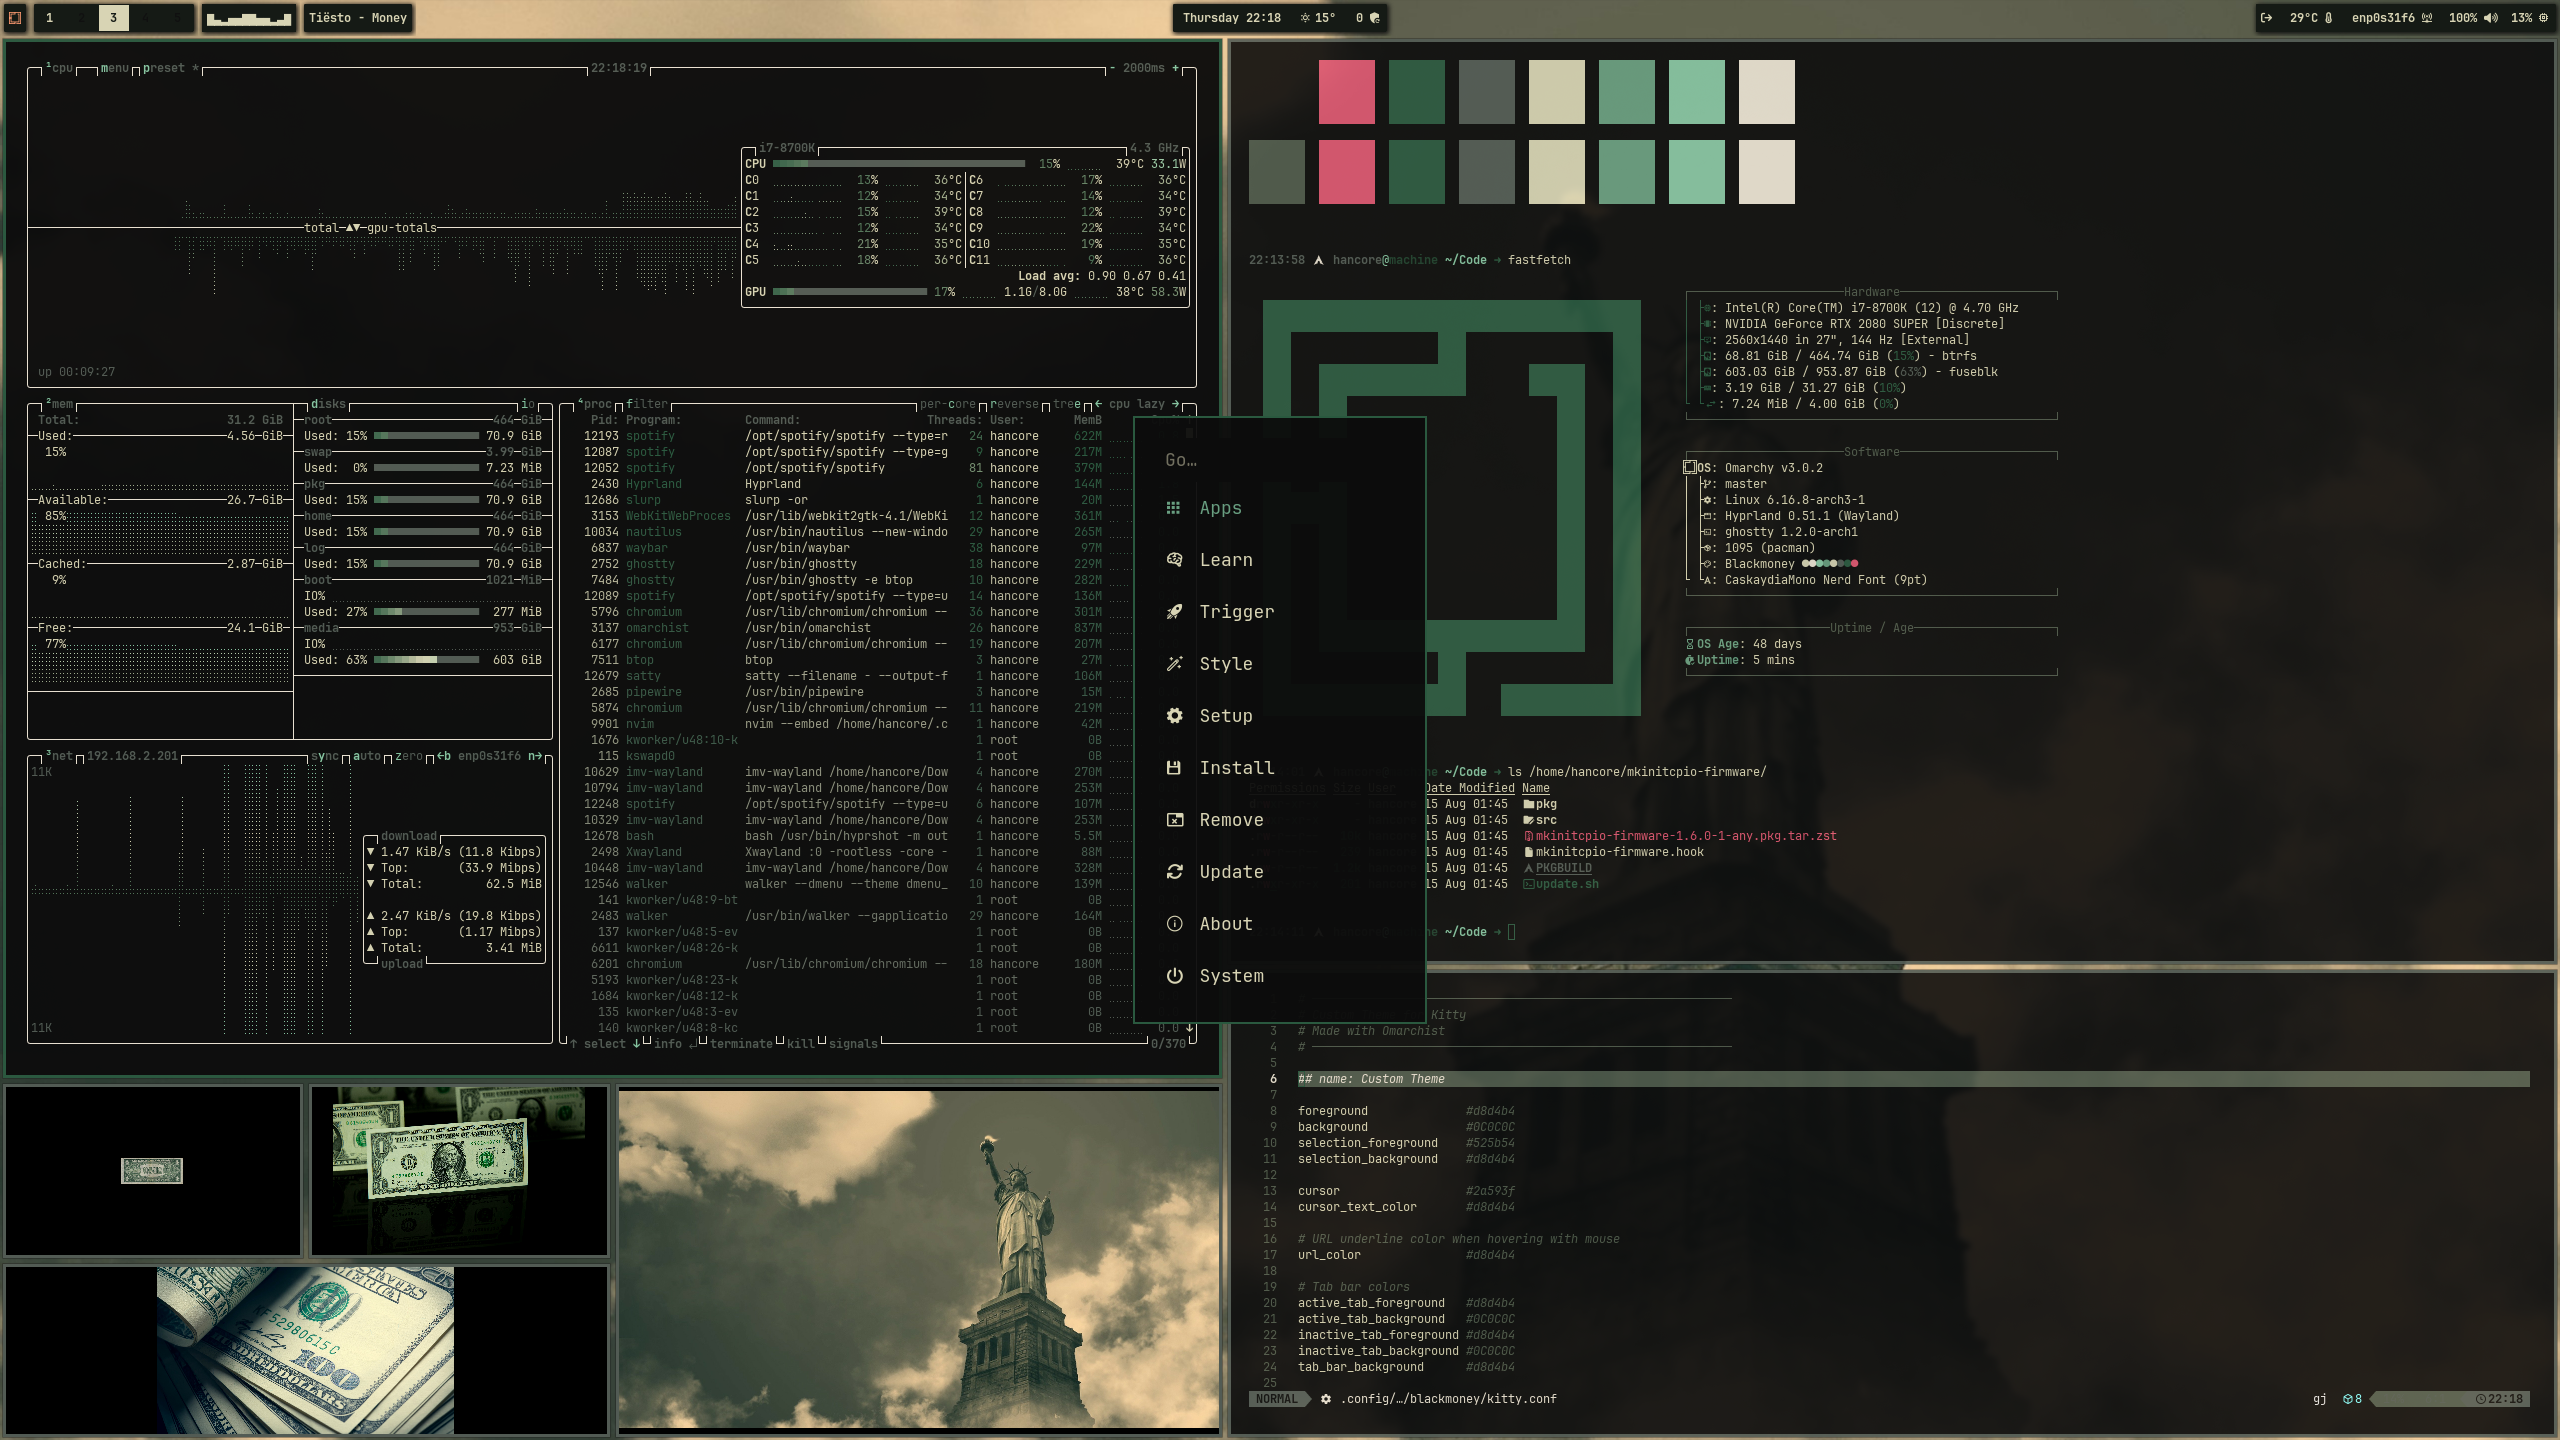 1 3 Tiësto - Money
Thursday 22:18 15° 0
29°C enp0s31f6 100% 13%
¹cpu menu preset * 22:18:19 - 2000ms +
i7-8700K 4.3 GHz
CPU 15% 39°C 33.1W
C0 13% 36°C C6 17% 36°C
C1 12% 34°C C7 14% 34°C
C2 15% 39°C C8 12% 39°C
C3 12% 34°C C9 22% 34°C
C4 21% 35°C C10 19% 35°C
C5 18% 36°C C11 9% 36°C
Load avg: 0.90 0.67 0.41
GPU 17% 1.1G/8.0G 38°C 58.3W
total ▲▼ gpu-totals
up 00:09:27
²mem
Total: 31.2 GiB
Used: 4.56 GiB
15%
Available: 26.7 GiB
85%
Cached: 2.87 GiB
9%
Free: 24.1 GiB
77%
disks io
root 464 GiB
Used: 15% 70.9 GiB
swap 3.99 GiB
Used: 0% 7.23 MiB
pkg 464 GiB
Used: 15% 70.9 GiB
home 464 GiB
Used: 15% 70.9 GiB
log 464 GiB
Used: 15% 70.9 GiB
boot 1021 MiB
IO%
Used: 27% 277 MiB
media 953 GiB
IO%
Used: 63% 603 GiB
³net 192.168.2.201 sync auto zero ←b enp0s31f6 n→
11K
download
▼ 1.47 KiB/s (11.8 Kibps)
▼ Top: (33.9 Mibps)
▼ Total: 62.5 MiB
▲ 2.47 KiB/s (19.8 Kibps)
▲ Top: (1.17 Mibps)
▲ Total: 3.41 MiB
upload
11K
⁴proc filter per-core reverse tree ← cpu lazy →
Pid: Program: Command: Threads: User: MemB
12193 spotify /opt/spotify/spotify --type=r 24 hancore 622M
12087 spotify /opt/spotify/spotify --type=g 9 hancore 217M
12052 spotify /opt/spotify/spotify 81 hancore 379M
2430 Hyprland Hyprland 6 hancore 144M
12686 slurp slurp -or 1 hancore 20M
3153 WebKitWebProces /usr/lib/webkit2gtk-4.1/WebKi 12 hancore 361M
10034 nautilus /usr/bin/nautilus --new-windo 29 hancore 265M
6837 waybar /usr/bin/waybar 38 hancore 97M
2752 ghostty /usr/bin/ghostty 18 hancore 229M
7484 ghostty /usr/bin/ghostty -e btop 10 hancore 282M
12089 spotify /opt/spotify/spotify --type=u 14 hancore 136M
5796 chromium /usr/lib/chromium/chromium -- 36 hancore 301M
3137 omarchist /usr/bin/omarchist 26 hancore 837M
6177 chromium /usr/lib/chromium/chromium -- 19 hancore 207M
7511 btop btop 3 hancore 27M
12679 satty satty --filename - --output-f 1 hancore 106M
2685 pipewire /usr/bin/pipewire 3 hancore 15M
5874 chromium /usr/lib/chromium/chromium -- 11 hancore 219M
9901 nvim nvim --embed /home/hancore/.c 1 hancore 42M
1676 kworker/u48:10-k 1 root 0B
115 kswapd0 1 root 0B
10629 imv-wayland imv-wayland /home/hancore/Dow 4 hancore 270M
10794 imv-wayland imv-wayland /home/hancore/Dow 4 hancore 253M
12248 spotify /opt/spotify/spotify --type=u 6 hancore 107M
10329 imv-wayland imv-wayland /home/hancore/Dow 4 hancore 253M
12678 bash bash /usr/bin/hyprshot -m out 1 hancore 5.5M
2498 Xwayland Xwayland :0 -rootless -core - 1 hancore 88M
10448 imv-wayland imv-wayland /home/hancore/Dow 4 hancore 328M
12546 walker walker --dmenu --theme dmenu_ 10 hancore 139M
141 kworker/u48:9-bt 1 root 0B
2483 walker /usr/bin/walker --gapplicatio 29 hancore 164M
137 kworker/u48:5-ev 1 root 0B
6611 kworker/u48:26-k 1 root 0B
6201 chromium /usr/lib/chromium/chromium -- 18 hancore 180M
5193 kworker/u48:23-k 1 root 0B
1684 kworker/u48:12-k 1 root 0B
135 kworker/u48:3-ev 1 root 0B
140 kworker/u48:8-kc 1 root 0B 0.0 ↓
↑ select ↓ info ↵ terminate kill signals 0/370
Go…
Apps
Learn
Trigger
Style
Setup
Install
Remove
Update
About
System
22:13:58 hancore@machine ~/Code → fastfetch
Hardware
: Intel(R) Core(TM) i7-8700K (12) @ 4.70 GHz
: NVIDIA GeForce RTX 2080 SUPER [Discrete]
: 2560x1440 in 27", 144 Hz [External]
: 68.81 GiB / 464.74 GiB (15%) - btrfs
: 603.03 GiB / 953.87 GiB (63%) - fuseblk
: 3.19 GiB / 31.27 GiB (10%)
: 7.24 MiB / 4.00 GiB (0%)
Software
OS: Omarchy v3.0.2
: master
: Linux 6.16.8-arch3-1
: Hyprland 0.51.1 (Wayland)
: ghostty 1.2.0-arch1
: 1095 (pacman)
: Blackmoney
: CaskaydiaMono Nerd Font (9pt)
Uptime / Age
OS Age: 48 days
Uptime: 5 mins
ne ~/Code → ls /home/hancore/mkinitcpio-firmware/
Permissions Size User Date Modified Name
15 Aug 01:45 pkg
15 Aug 01:45 src
15 Aug 01:45 mkinitcpio-firmware-1.6.0-1-any.pkg.tar.zst
15 Aug 01:45 mkinitcpio-firmware.hook
15 Aug 01:45 PKGBUILD
15 Aug 01:45 update.sh
ne ~/Code →
Kitty
3 # Made with Omarchist
4 #
5
6 ## name: Custom Theme
7
8 foreground #d8d4b4
9 background #0C0C0C
10 selection_foreground #525b54
11 selection_background #d8d4b4
12
13 cursor #2a593f
14 cursor_text_color #d8d4b4
15
16 # URL underline color when hovering with mouse
17 url_color #d8d4b4
18
19 # Tab bar colors
20 active_tab_foreground #d8d4b4
21 active_tab_background #0C0C0C
22 inactive_tab_foreground #d8d4b4
23 inactive_tab_background #0C0C0C
24 tab_bar_background #d8d4b4
25
NORMAL .config/…/blackmoney/kitty.conf gj 8 22:18
THE UNITED STATES OF AMERICA
KF52980615C
100